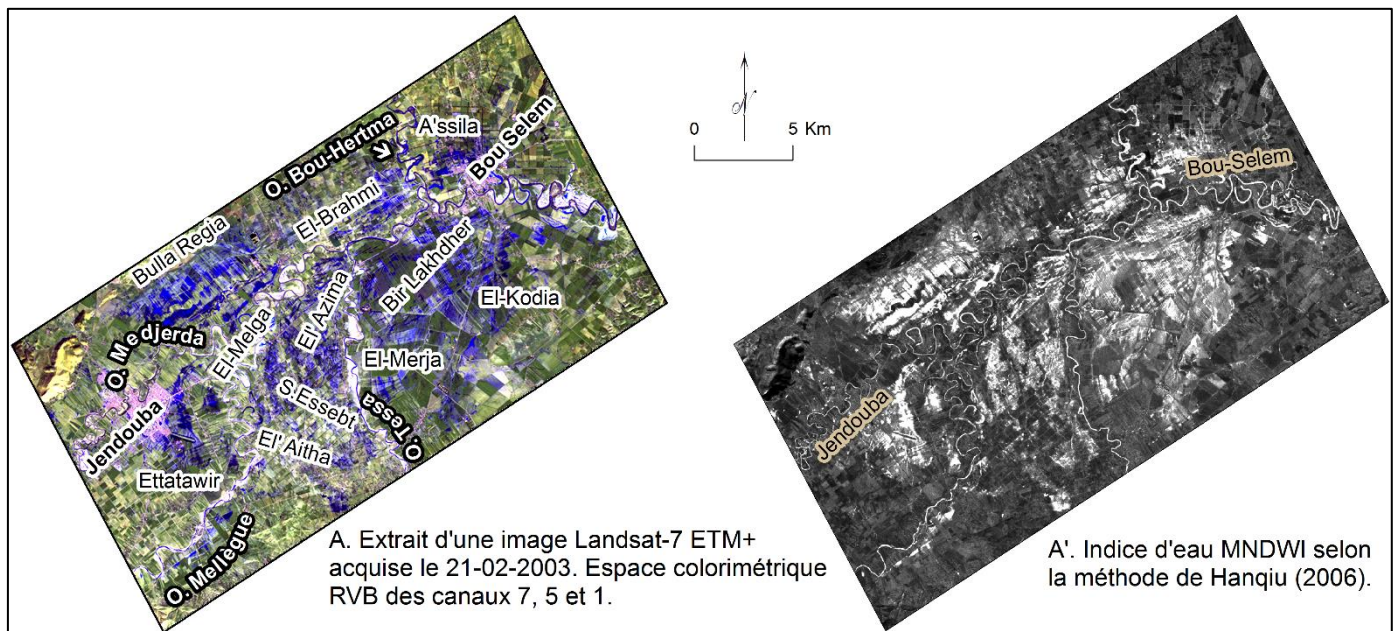 N
0 5 Km
O. Bou-Hertma
A'ssila
Bou Selem
El-Brahmi
Bulla Regia
Bir Lakhdher
El' Azima
El-Kodia
O. Medjerda
El-Melga
El-Merja
O. Tessa
S.Essebt
Jendouba
El' Aitha
Ettatawir
O. Mellègue
A. Extrait d'une image Landsat-7 ETM+
acquise le 21-02-2003. Espace colorimétrique
RVB des canaux 7, 5 et 1.
Bou-Selem
Jendouba
A'. Indice d'eau MNDWI selon
la méthode de Hanqiu (2006).